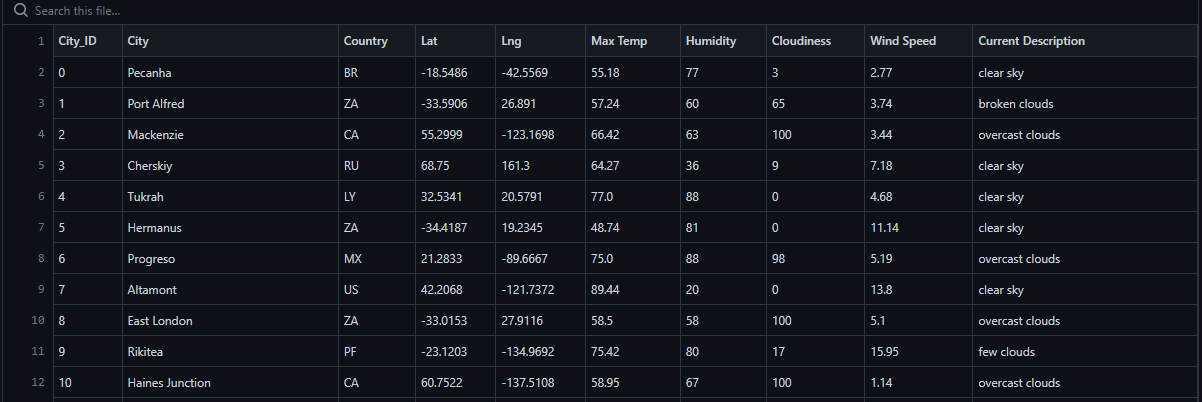 Search this file...
1 City_ID City Country Lat Lng Max Temp Humidity Cloudiness Wind Speed Current Description
2 0 Pecanha BR -18.5486 -42.5569 55.18 77 3 2.77 clear sky
3 1 Port Alfred ZA -33.5906 26.891 57.24 60 65 3.74 broken clouds
4 2 Mackenzie CA 55.2999 -123.1698 66.42 63 100 3.44 overcast clouds
5 3 Cherskiy RU 68.75 161.3 64.27 36 9 7.18 clear sky
6 4 Tukrah LY 32.5341 20.5791 77.0 88 0 4.68 clear sky
7 5 Hermanus ZA -34.4187 19.2345 48.74 81 0 11.14 clear sky
8 6 Progreso MX 21.2833 -89.6667 75.0 88 98 5.19 overcast clouds
9 7 Altamont US 42.2068 -121.7372 89.44 20 0 13.8 clear sky
10 8 East London ZA -33.0153 27.9116 58.5 58 100 5.1 overcast clouds
11 9 Rikitea PF -23.1203 -134.9692 75.42 80 17 15.95 few clouds
12 10 Haines Junction CA 60.7522 -137.5108 58.95 67 100 1.14 overcast clouds